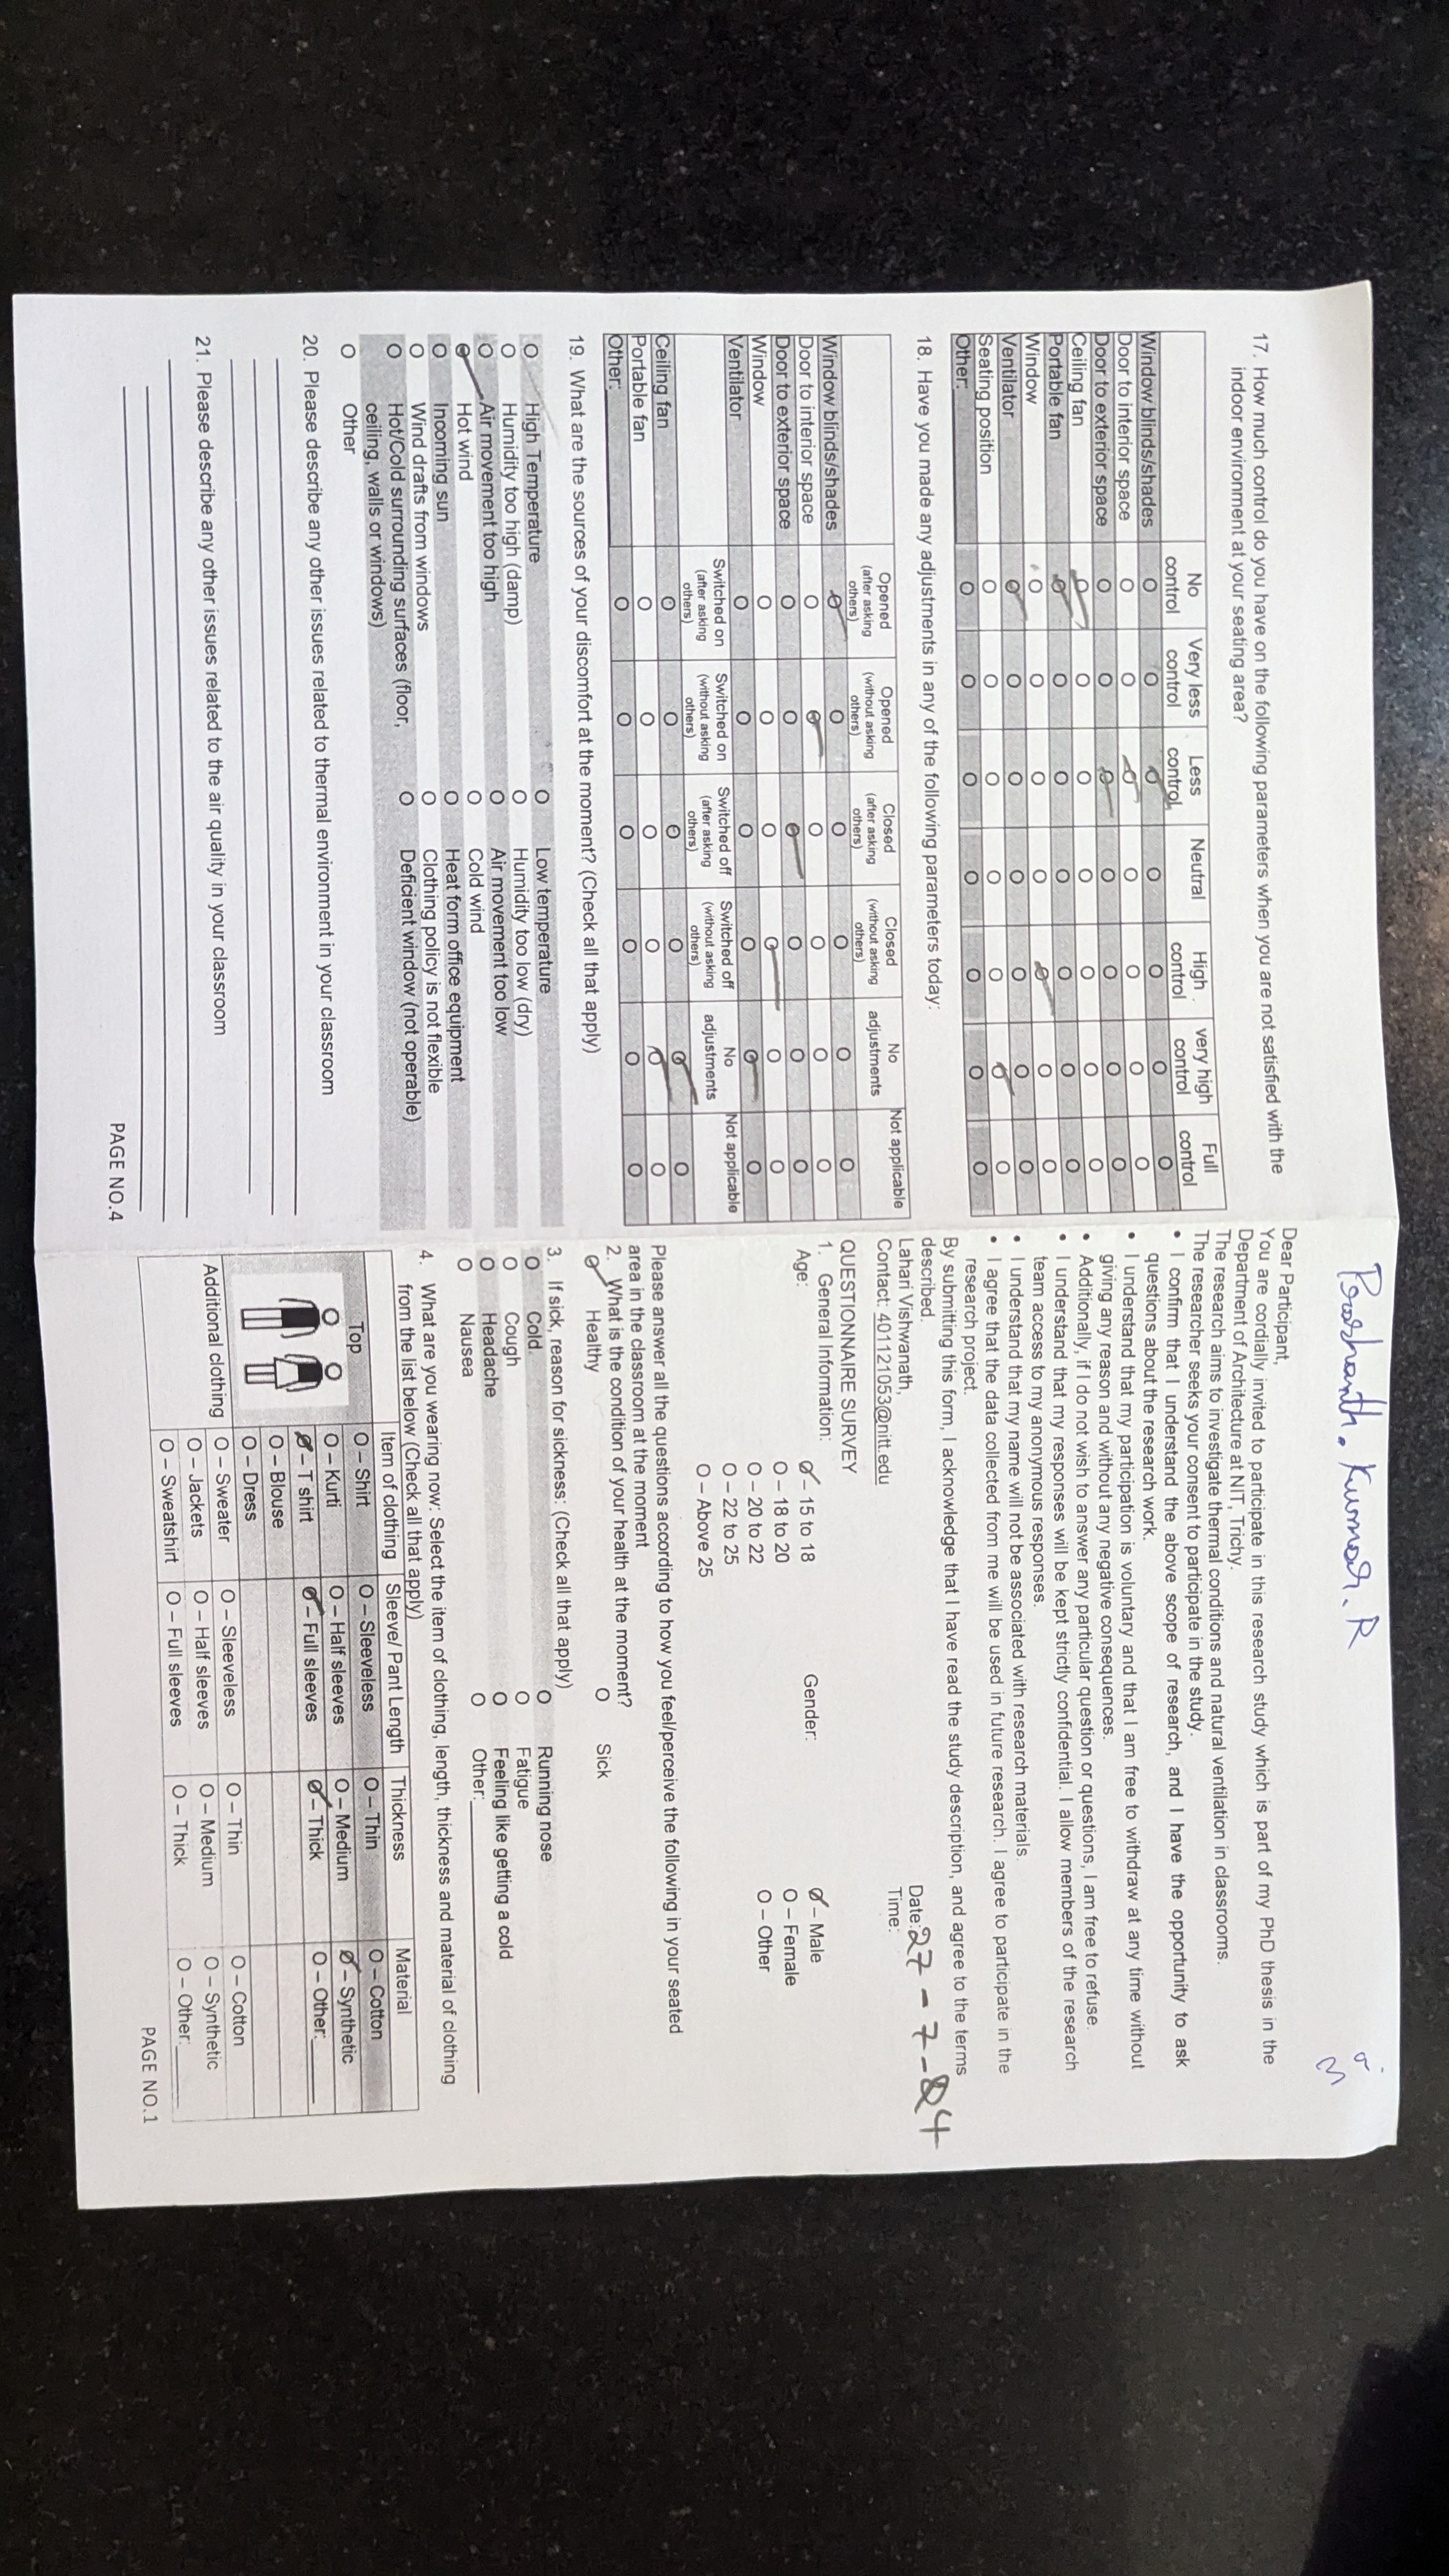 17. How much control do you have on the following parameters when you are not satisfied with the
indoor environment at your seating area?
No control Very less control Less control Neutral High control very high control Full control
Window blinds/shades O O O O O O O
Door to interior space O O O O O O O
Door to exterior space O O O O O O O
Ceiling fan O O O O O O O
Portable fan O O O O O O O
Window O O O O O O O
Ventilator O O O O O O O
Seating position O O O O O O O
Other: O O O O O O O
18. Have you made any adjustments in any of the following parameters today:
Opened (after asking others) Opened (without asking others) Closed (after asking others) Closed (without asking others) No adjustments Not applicable
Window blinds/shades O O O O O O
Door to interior space O O O O O O
Door to exterior space O O O O O O
Window O O O O O O
Ventilator O O O O O O
Switched on (after asking others) Switched on (without asking others) Switched off (after asking others) Switched off (without asking others) No adjustments Not applicable
Ceiling fan O O O O O O
Portable fan O O O O O O
Other: O O O O O O
19. What are the sources of your discomfort at the moment? (Check all that apply)
O High Temperature O Low temperature
O Humidity too high (damp) O Humidity too low (dry)
O Air movement too high O Air movement too low
O Hot wind O Cold wind
O Incoming sun O Heat form office equipment
O Wind drafts from windows O Clothing policy is not flexible
O Hot/Cold surrounding surfaces (floor, O Deficient window (not operable)
ceiling, walls or windows)
O Other
20. Please describe any other issues related to thermal environment in your classroom
21. Please describe any other issues related to the air quality in your classroom
PAGE NO.4
Prashanth. Kumar. R
Dear Participant,
You are cordially invited to participate in this research study which is part of my PhD thesis in the
Department of Architecture at NIT, Trichy.
The research aims to investigate thermal conditions and natural ventilation in classrooms.
The researcher seeks your consent to participate in the study.
• I confirm that I understand the above scope of research, and I have the opportunity to ask
questions about the research work.
• I understand that my participation is voluntary and that I am free to withdraw at any time without
giving any reason and without any negative consequences.
• Additionally, if I do not wish to answer any particular question or questions, I am free to refuse.
• I understand that my responses will be kept strictly confidential. I allow members of the research
team access to my anonymous responses.
• I understand that my name will not be associated with research materials.
• I agree that the data collected from me will be used in future research. I agree to participate in the
research project.
By submitting this form, I acknowledge that I have read the study description, and agree to the terms
described.
Lahari Vishwanath,
Contact: 401121053@nitt.edu
Date: 27-7-24
Time:
QUESTIONNAIRE SURVEY
1. General Information:
Age: O – 15 to 18 Gender: O – Male
O – 18 to 20 O – Female
O – 20 to 22 O – Other
O – 22 to 25
O – Above 25
Please answer all the questions according to how you feel/perceive the following in your seated
area in the classroom at the moment
2. What is the condition of your health at the moment?
O Healthy O Sick
3. If sick, reason for sickness: (Check all that apply)
O Cold. O Running nose
O Cough O Fatigue
O Headache O Feeling like getting a cold
O Nausea O Other:
4. What are you wearing now: Select the item of clothing, length, thickness and material of clothing
from the list below (Check all that apply)
Item of clothing Sleeve/ Pant Length Thickness Material
Top O – Shirt O – Sleeveless O – Thin O – Cotton
O – Kurti O – Half sleeves O – Medium O – Synthetic
O – T shirt O – Full sleeves O – Thick O – Other:
O – Blouse
O – Dress
Additional clothing O – Sweater O – Sleeveless O – Thin O – Cotton
O – Jackets O – Half sleeves O – Medium O – Synthetic
O – Sweatshirt O – Full sleeves O – Thick O – Other:
PAGE NO.1